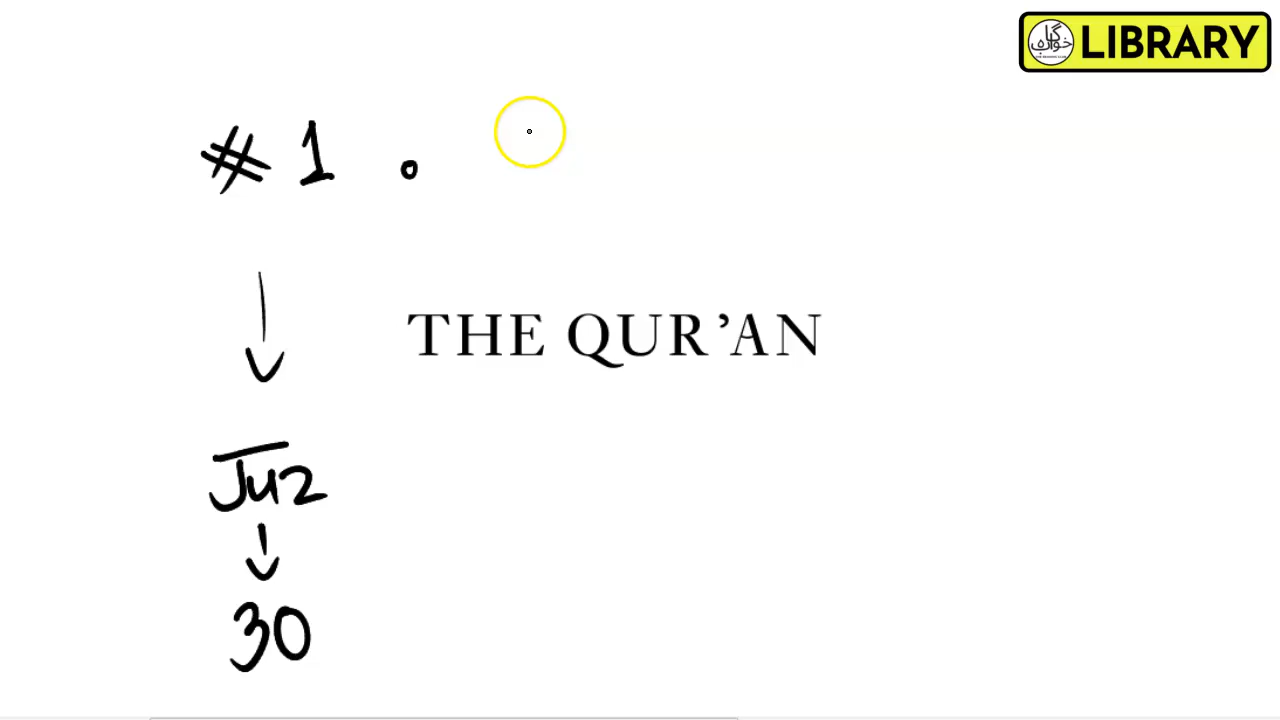 LIBRARY
# 1 .
THE QUR’AN
Juz
30